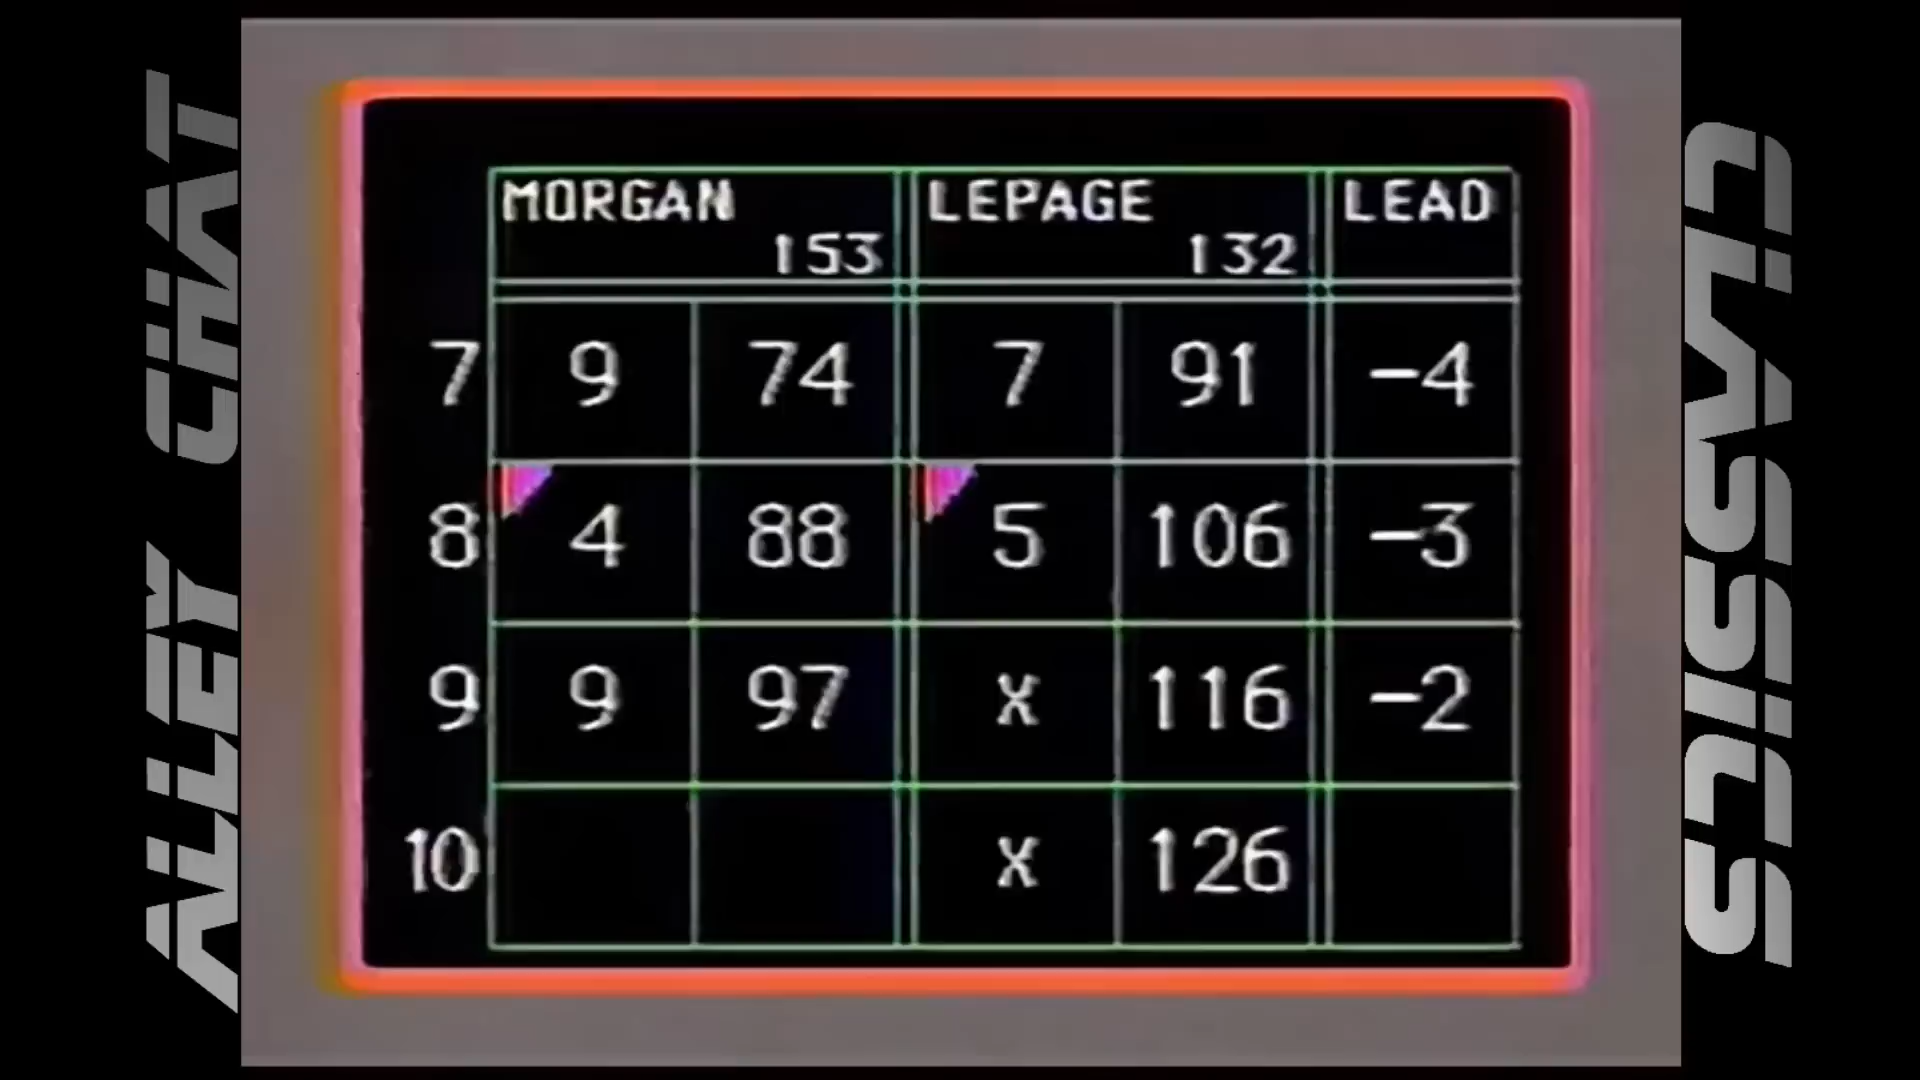 ALLEY CHAT
MORGAN LEPAGE LEAD
153 132
7 9 74 7 91 -4
8 4 88 5 106 -3
9 9 97 X 116 -2
10 X 126
CLASSICS